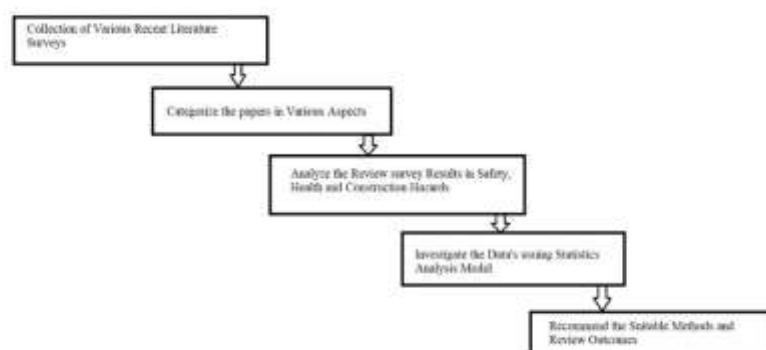 Collection of Various Recent Literature
Surveys
Categorize the papers in Various Aspects
Analyze the Review survey Results in Safety,
Health and Construction Hazards
Investigate the Data's using Statistics
Analysis Model
Recommend the Suitable Methods and
Review Outcomes